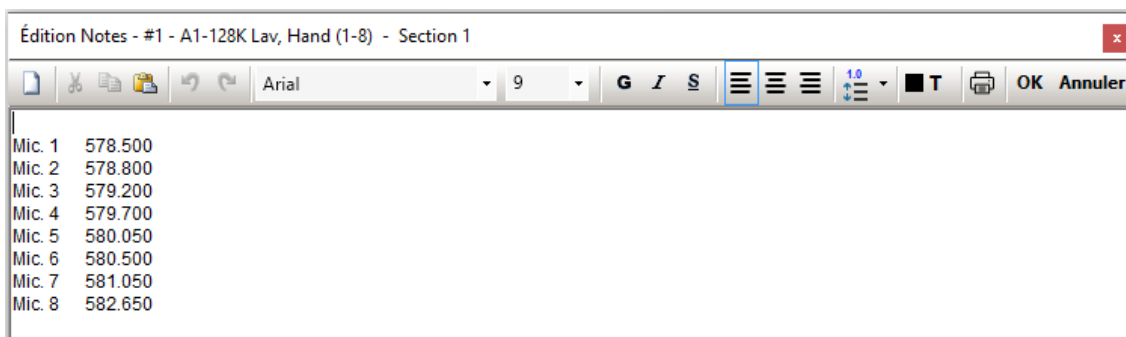 Édition Notes - #1 - A1-128K Lav, Hand (1-8) - Section 1 x
Arial 9 G I S 1.0 T OK Annuler
Mic. 1 578.500
Mic. 2 578.800
Mic. 3 579.200
Mic. 4 579.700
Mic. 5 580.050
Mic. 6 580.500
Mic. 7 581.050
Mic. 8 582.650